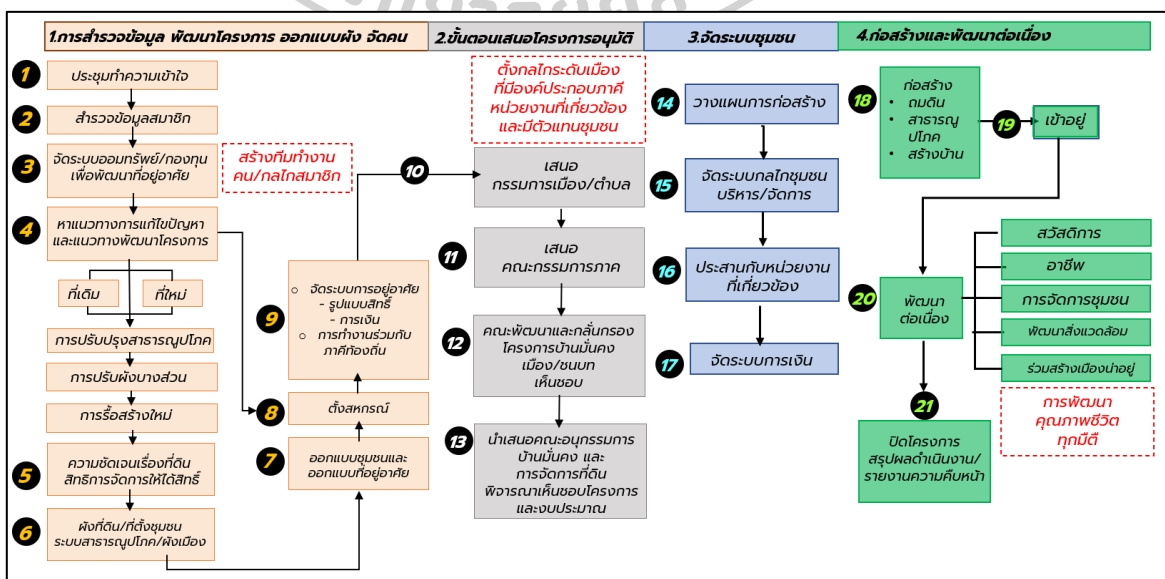 1.การสำรวจข้อมูล พัฒนาโครงการ ออกแบบผัง จัดคน
1
ประชุมทำความเข้าใจ
2
สำรวจข้อมูลสมาชิก
3
จัดระบบออมทรัพย์/กองทุน
เพื่อพัฒนาที่อยู่อาศัย
สร้างทีมทำงาน
คน/กลไกสมาชิก
4
หาแนวทางการแก้ไขปัญหา
และแนวทางพัฒนาโครงการ
ที่เดิม
ที่ใหม่
การปรับปรุงสาธารณูปโภค
การปรับผังบางส่วน
การรื้อสร้างใหม่
5
ความชัดเจนเรื่องที่ดิน
สิทธิการจัดการให้ได้สิทธิ์
6
ผังที่ดิน/ที่ตั้งชุมชน
ระบบสาธารณูปโภค/ผังเมือง
7
ออกแบบชุมชนและ
ออกแบบที่อยู่อาศัย
8
ตั้งสหกรณ์
9
จัดระบบการอยู่อาศัย
- รูปแบบสิทธิ์
- การเงิน
การทำงานร่วมกับ
ภาคีท้องถิ่น
2.ขั้นตอนเสนอโครงการอนุมัติ
ตั้งกลไกระดับเมือง
ที่มีองค์ประกอบภาคี
หน่วยงานที่เกี่ยวข้อง
และมีตัวแทนชุมชน
10
เสนอ
กรรมการเมือง/ตำบล
11
เสนอ
คณะกรรมการภาค
12
คณะพัฒนาและกลั่นกรอง
โครงการบ้านมั่นคง
เมือง/ชนบท
เห็นชอบ
13
นำเสนอคณะอนุกรรมการ
บ้านมั่นคง และ
การจัดการที่ดิน
พิจารณาเห็นชอบโครงการ
และงบประมาณ
3.จัดระบบชุมชน
14
วางแผนการก่อสร้าง
15
จัดระบบกลไกชุมชน
บริหาร/จัดการ
16
ประสานกับหน่วยงาน
ที่เกี่ยวข้อง
17
จัดระบบการเงิน
4.ก่อสร้างและพัฒนาต่อเนื่อง
18
ก่อสร้าง
• ถมดิน
• สาธารณู
ปโภค
• สร้างบ้าน
19
เข้าอยู่
20
พัฒนา
ต่อเนื่อง
สวัสดิการ
อาชีพ
การจัดการชุมชน
พัฒนาสิ่งแวดล้อม
ร่วมสร้างเมืองน่าอยู่
21
ปิดโครงการ
สรุปผลดำเนินงาน/
รายงานความคืบหน้า
การพัฒนา
คุณภาพชีวิต
ทุกมิติ